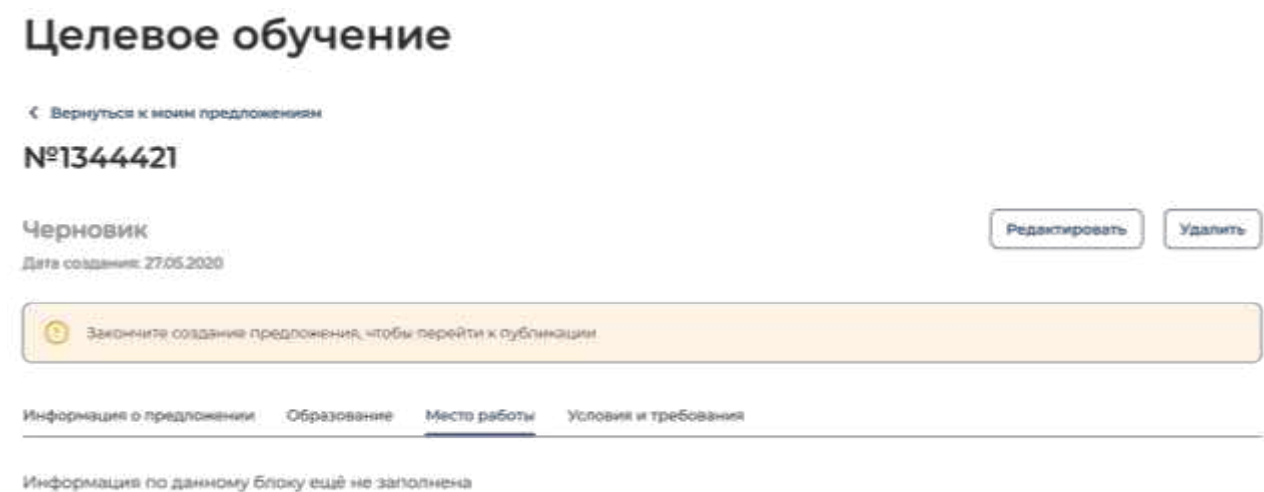 Целевое обучение
Вернуться к моим предложениям
№1344421
Черновик
Редактировать Удалить
Дата создания: 27.05.2020
Закончите создание предложения, чтобы перейти к публикации
Информация о предложении Образование Место работы Условия и требования
Информация по данному блоку ещё не заполнена